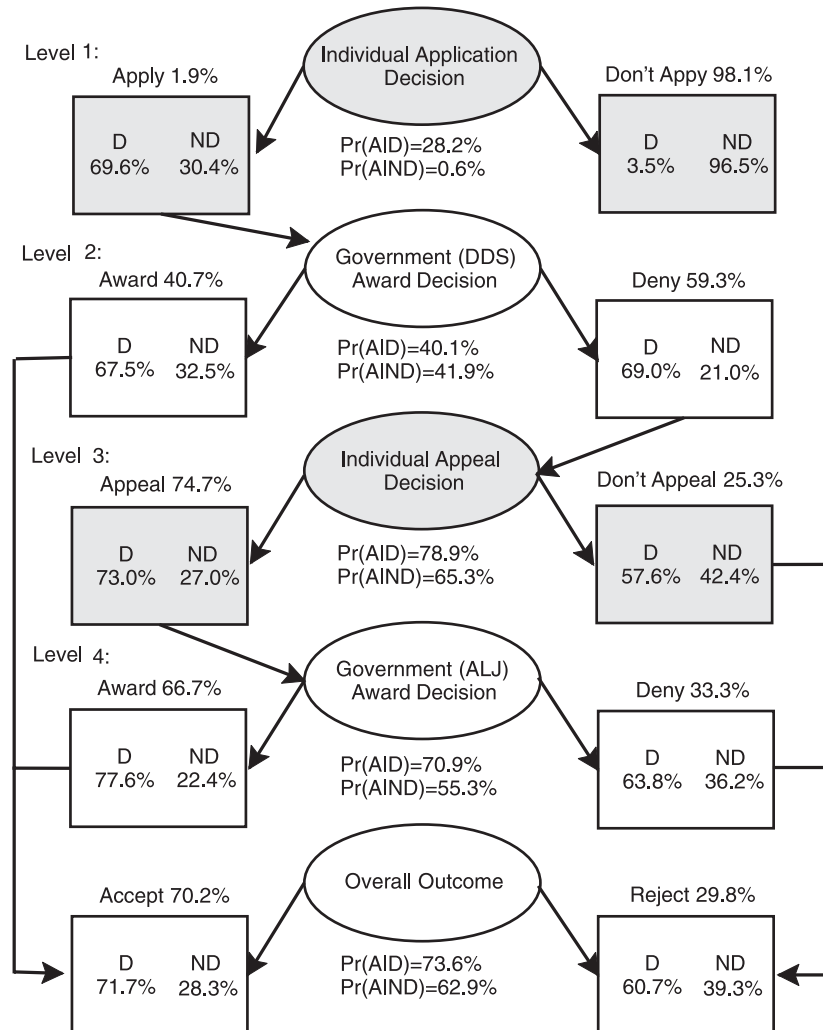 Level 1:
Individual Application
Decision
Apply 1.9%
Don't Appy 98.1%
D ND
69.6% 30.4%
Pr(AID)=28.2%
Pr(AIND)=0.6%
D ND
3.5% 96.5%
Level 2:
Government (DDS)
Award Decision
Award 40.7%
Deny 59.3%
D ND
67.5% 32.5%
Pr(AID)=40.1%
Pr(AIND)=41.9%
D ND
69.0% 21.0%
Level 3:
Individual Appeal
Decision
Appeal 74.7%
Don't Appeal 25.3%
D ND
73.0% 27.0%
Pr(AID)=78.9%
Pr(AIND)=65.3%
D ND
57.6% 42.4%
Level 4:
Government (ALJ)
Award Decision
Award 66.7%
Deny 33.3%
D ND
77.6% 22.4%
Pr(AID)=70.9%
Pr(AIND)=55.3%
D ND
63.8% 36.2%
Overall Outcome
Accept 70.2%
Reject 29.8%
D ND
71.7% 28.3%
Pr(AID)=73.6%
Pr(AIND)=62.9%
D ND
60.7% 39.3%